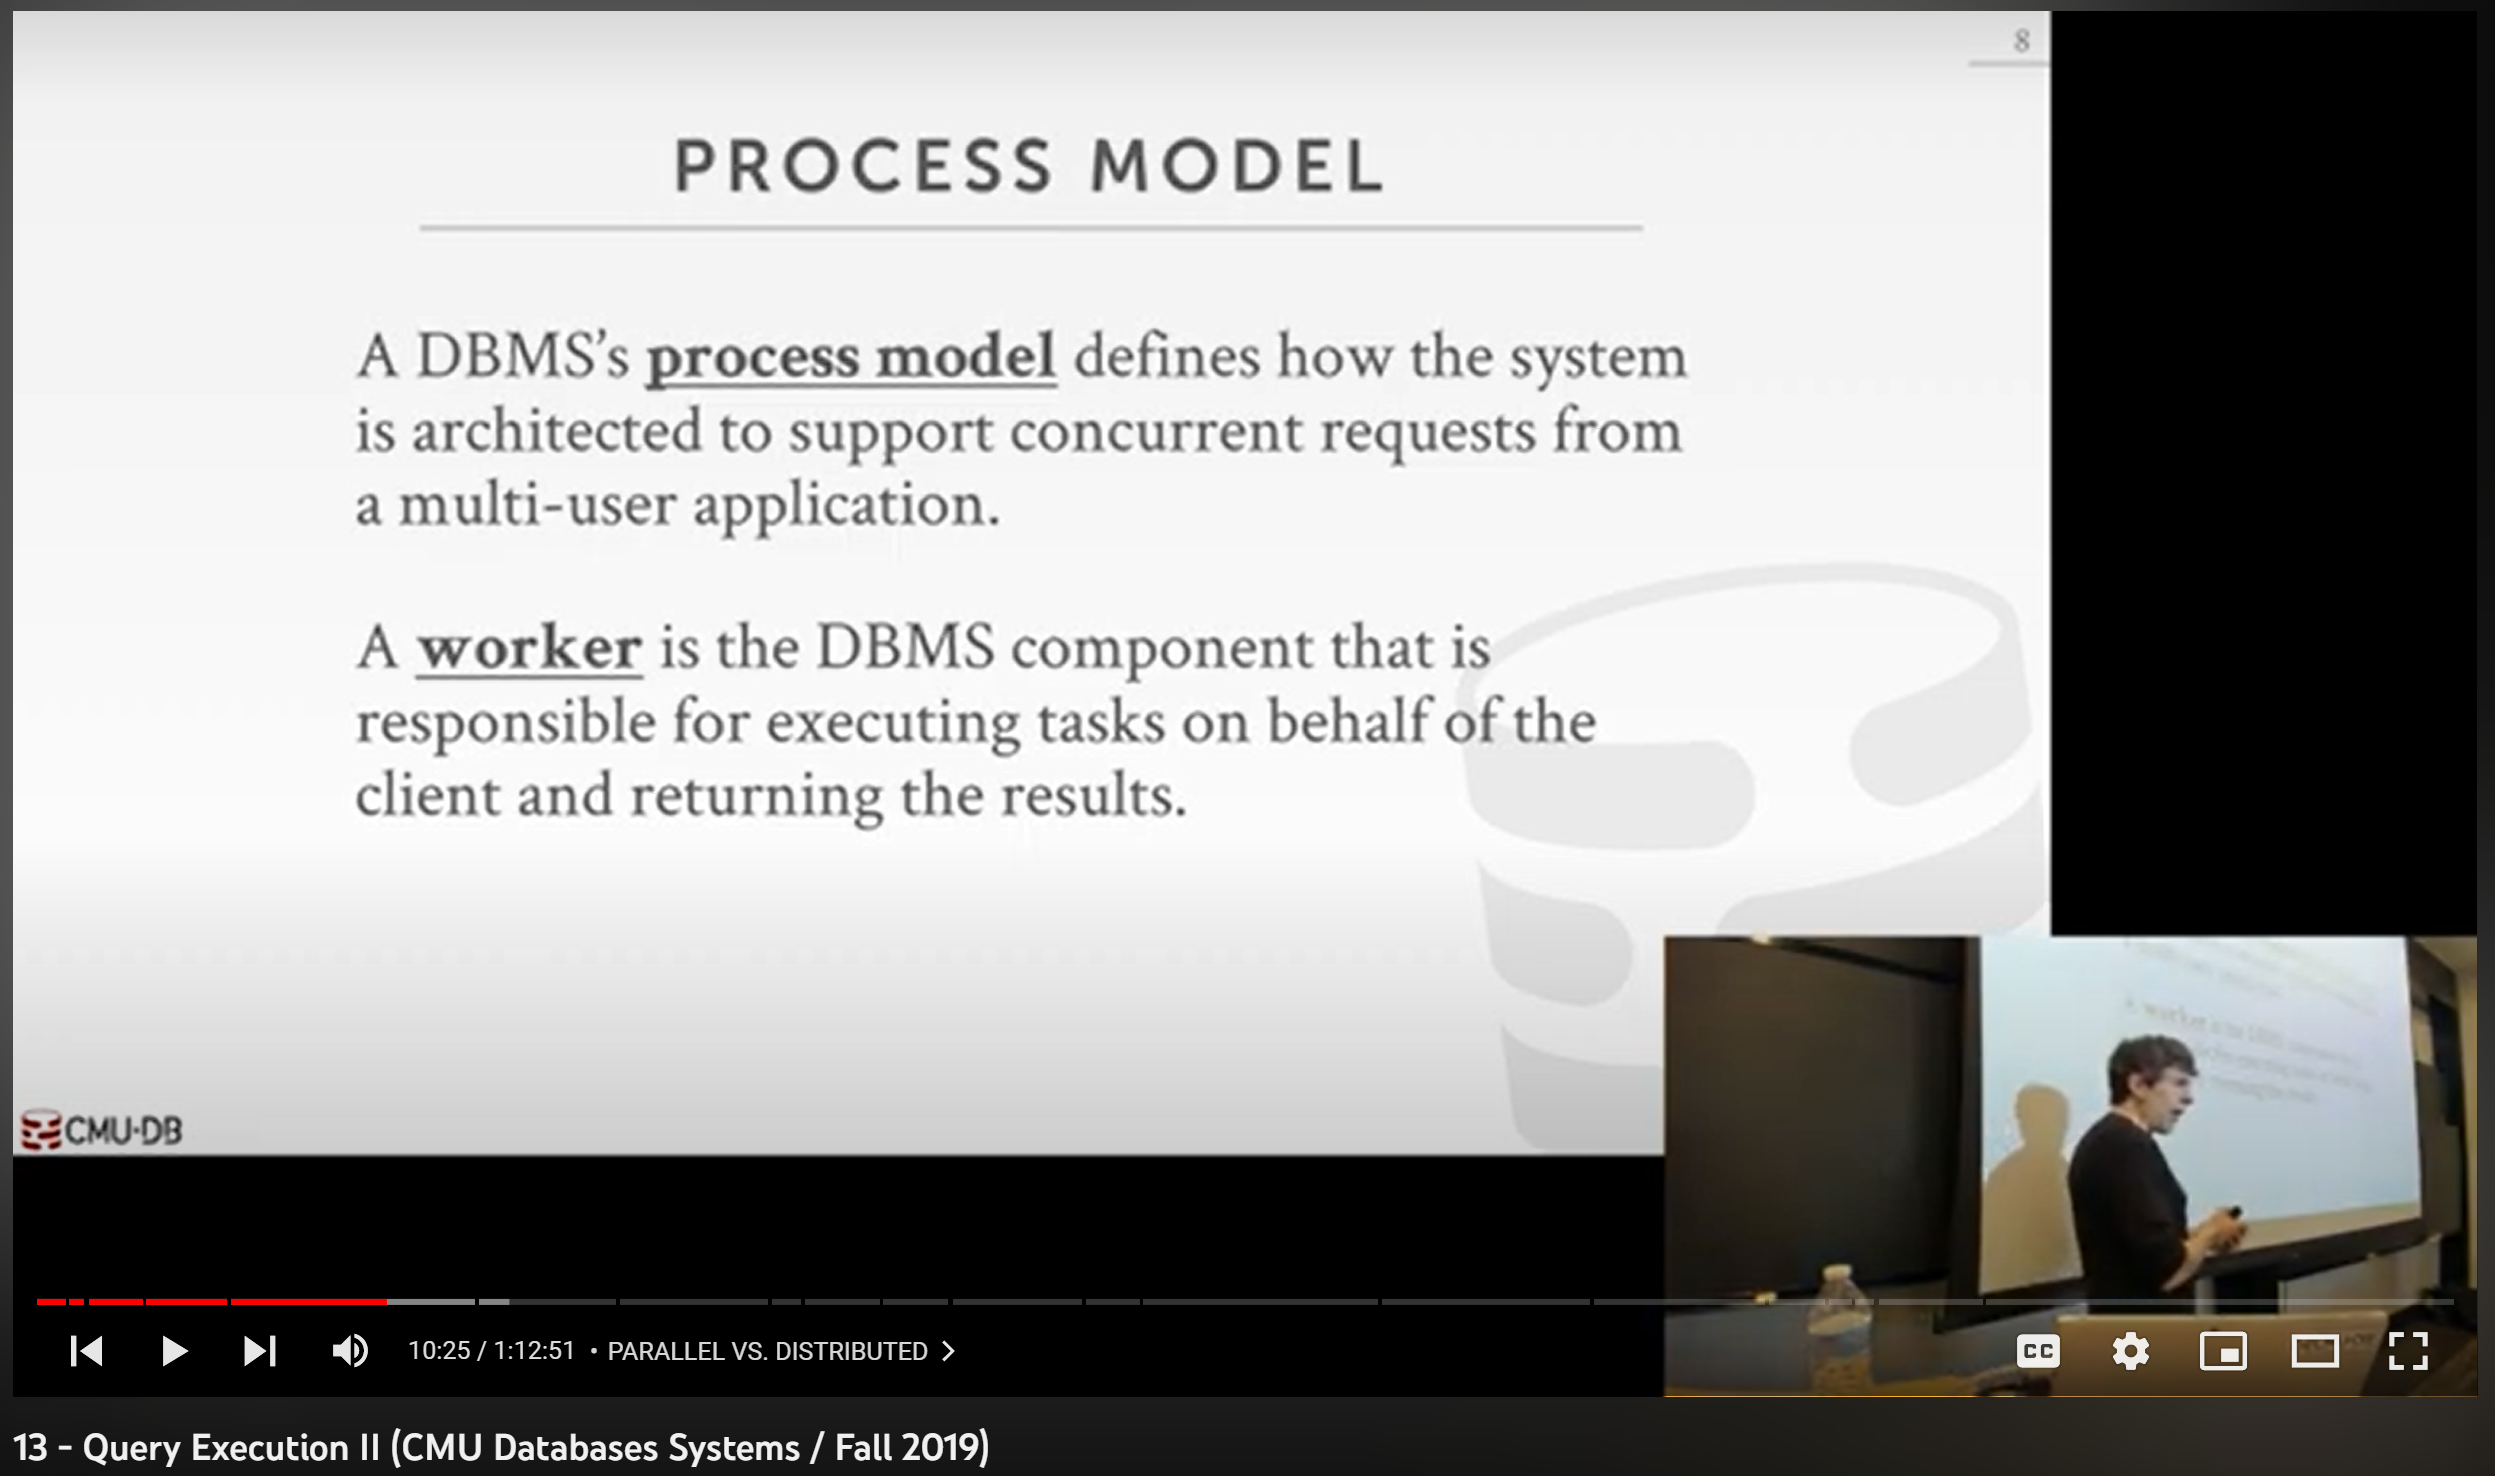 8
PROCESS MODEL
A DBMS’s process model defines how the system
is architected to support concurrent requests from
a multi-user application.
A worker is the DBMS component that is
responsible for executing tasks on behalf of the
client and returning the results.
CMU·DB
10:25 / 1:12:51 • PARALLEL VS. DISTRIBUTED
CC
13 - Query Execution II (CMU Databases Systems / Fall 2019)